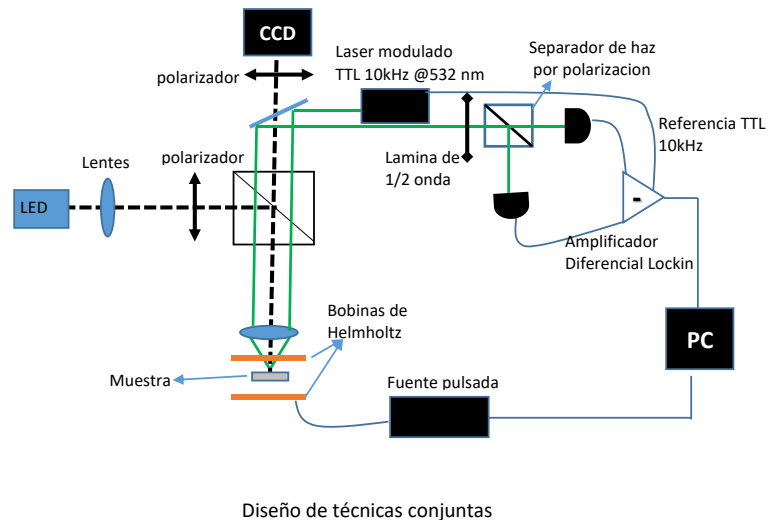 CCD
Laser modulado
TTL 10kHz @532 nm
Separador de haz
por polarizacion
polarizador
Referencia TTL
10kHz
Lentes
polarizador
Lamina de
1/2 onda
LED
-
Amplificador
Diferencial Lockin
Bobinas de
Helmholtz
PC
Muestra
Fuente pulsada
Diseño de técnicas conjuntas